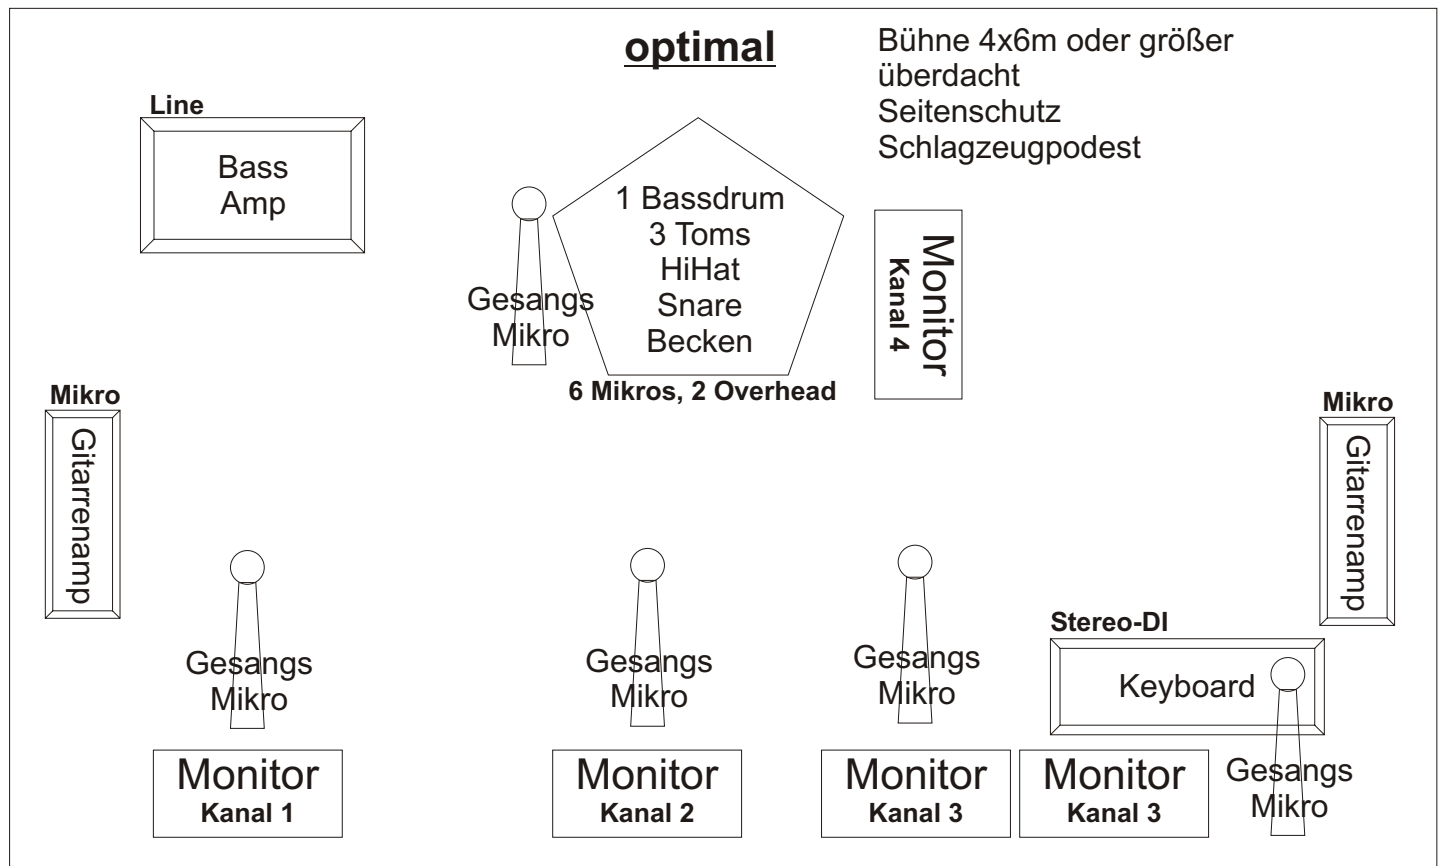 optimal
Bühne 4x6m oder größer
überdacht
Seitenschutz
Schlagzeugpodest
Line
Bass
Amp
Gesangs
Mikro
1 Bassdrum
3 Toms
HiHat
Snare
Becken
6 Mikros, 2 Overhead
Monitor
Kanal 4
Mikro
Gitarrenamp
Mikro
Gitarrenamp
Gesangs
Mikro
Gesangs
Mikro
Gesangs
Mikro
Stereo-DI
Keyboard
Gesangs
Mikro
Monitor
Kanal 1
Monitor
Kanal 2
Monitor
Kanal 3
Monitor
Kanal 3